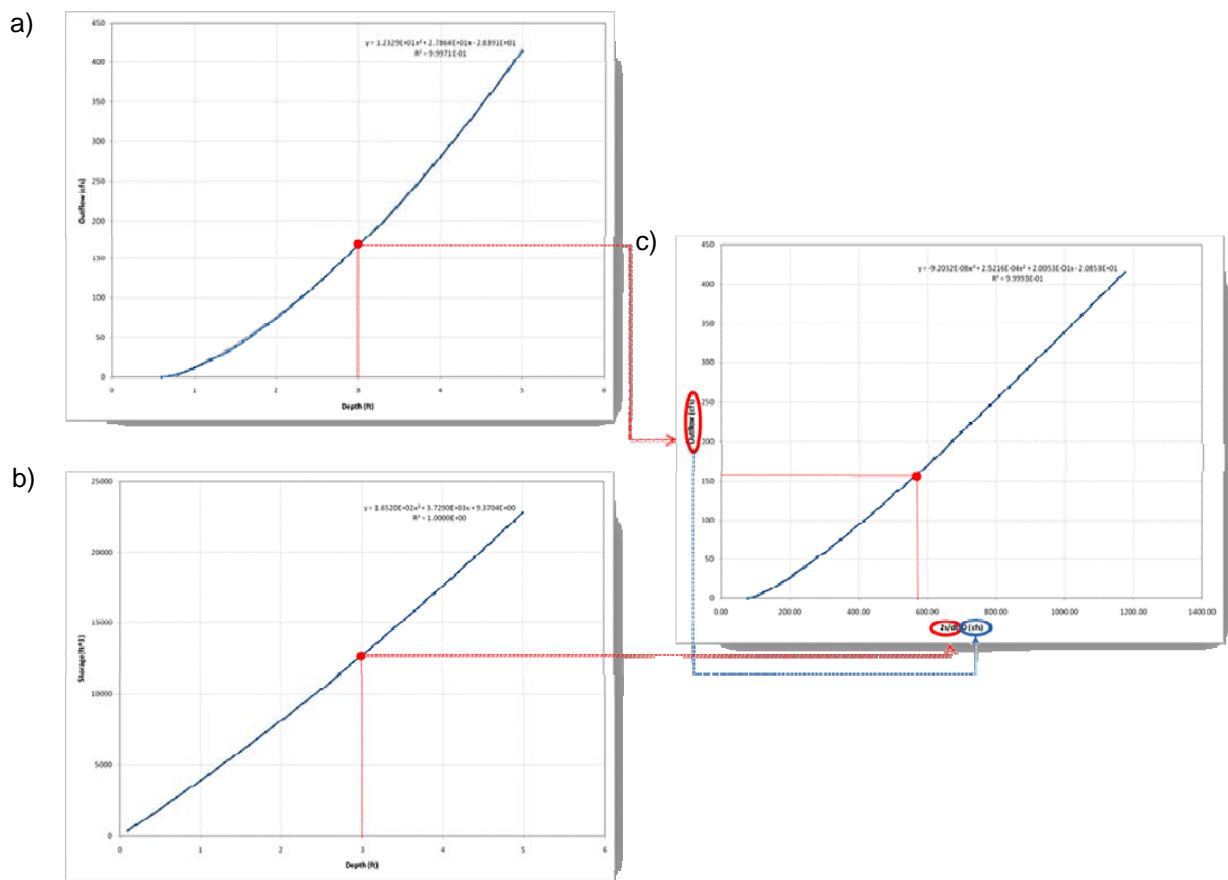 a)
450
400
350
300
250
200
150
100
50
0
Outflow (cfs)
y = 1.2329E+01x² + 2.7864E+01x - 2.8391E+01
R² = 9.9971E-01
0 1 2 3 4 5 6
Depth (ft)
b)
25000
20000
15000
10000
5000
0
Storage (ft^3)
y = 1.6520E+02x² + 3.7290E+03x + 9.3704E+00
R² = 1.0000E+00
0 1 2 3 4 5 6
Depth (ft)
c)
450
400
350
300
250
200
150
100
50
0
Outflow (cfs)
y = -9.2032E-08x³ + 2.5216E-04x² + 2.0053E-01x - 2.0853E+01
R² = 9.9993E-01
0.00 200.00 400.00 600.00 800.00 1000.00 1200.00 1400.00
(cfs)